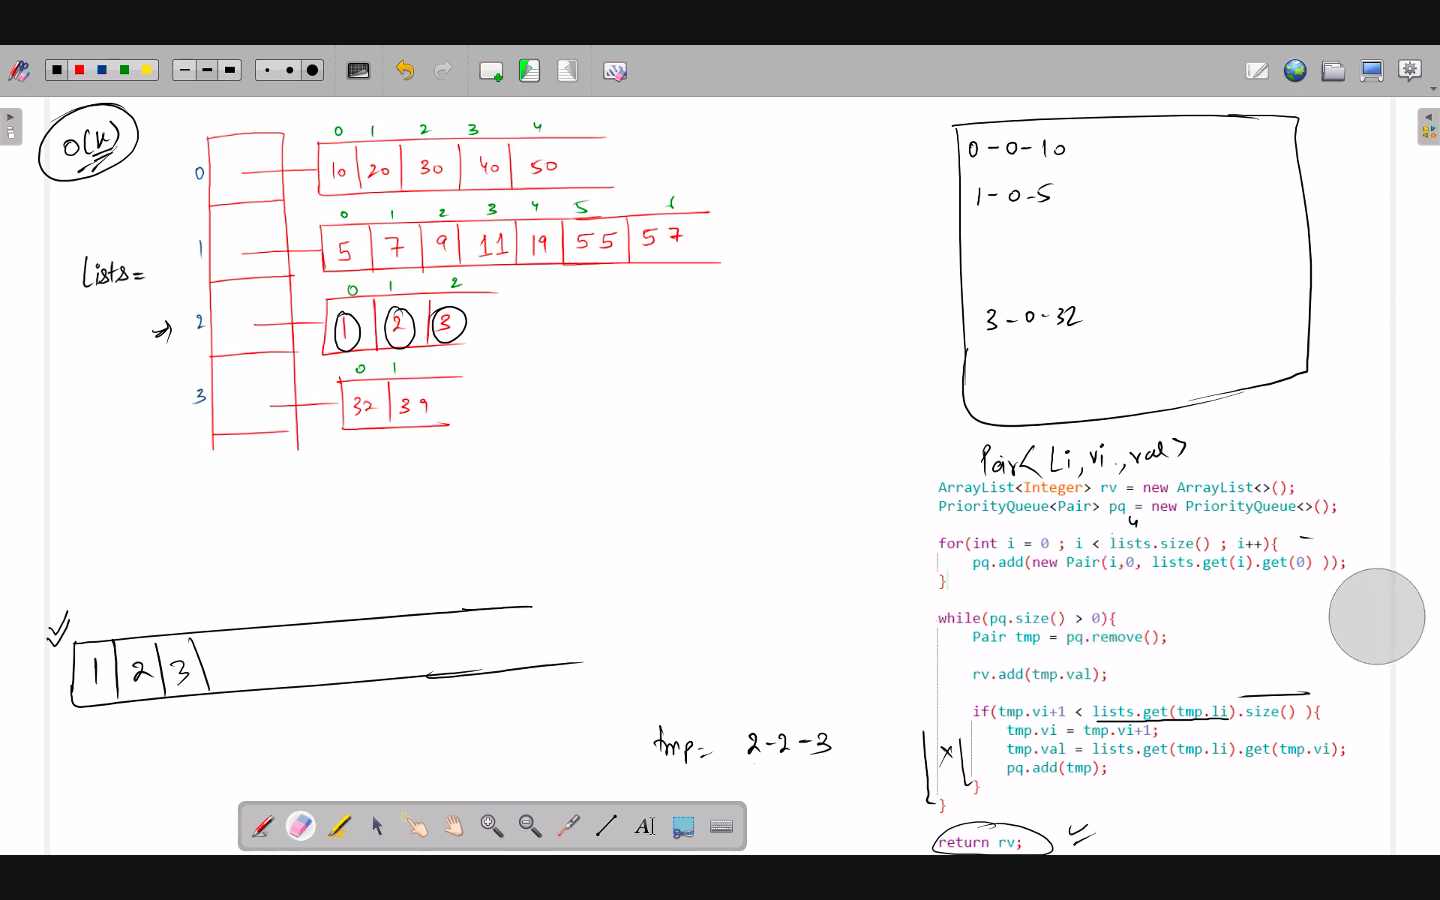 O(K)
0 1 2 3 4
0 10 20 30 40 50
0 1 2 3 4 5 6
1 5 7 9 11 19 55 57
Lists=
0 1 2
2 1 2 3
0 1
3 32 39
1 2 3
tmp= 2-2-3
0-0-10
1-0-5
3-0-32
Pair< Li, vi, val>
ArrayList<Integer> rv = new ArrayList<>();
PriorityQueue<Pair> pq = new PriorityQueue<>();
4
for(int i = 0 ; i < lists.size() ; i++){
pq.add(new Pair(i,0, lists.get(i).get(0) ));
}
while(pq.size() > 0){
Pair tmp = pq.remove();
rv.add(tmp.val);
if(tmp.vi+1 < lists.get(tmp.li).size() ){
tmp.vi = tmp.vi+1;
tmp.val = lists.get(tmp.li).get(tmp.vi);
pq.add(tmp);
}
}
return rv;
A